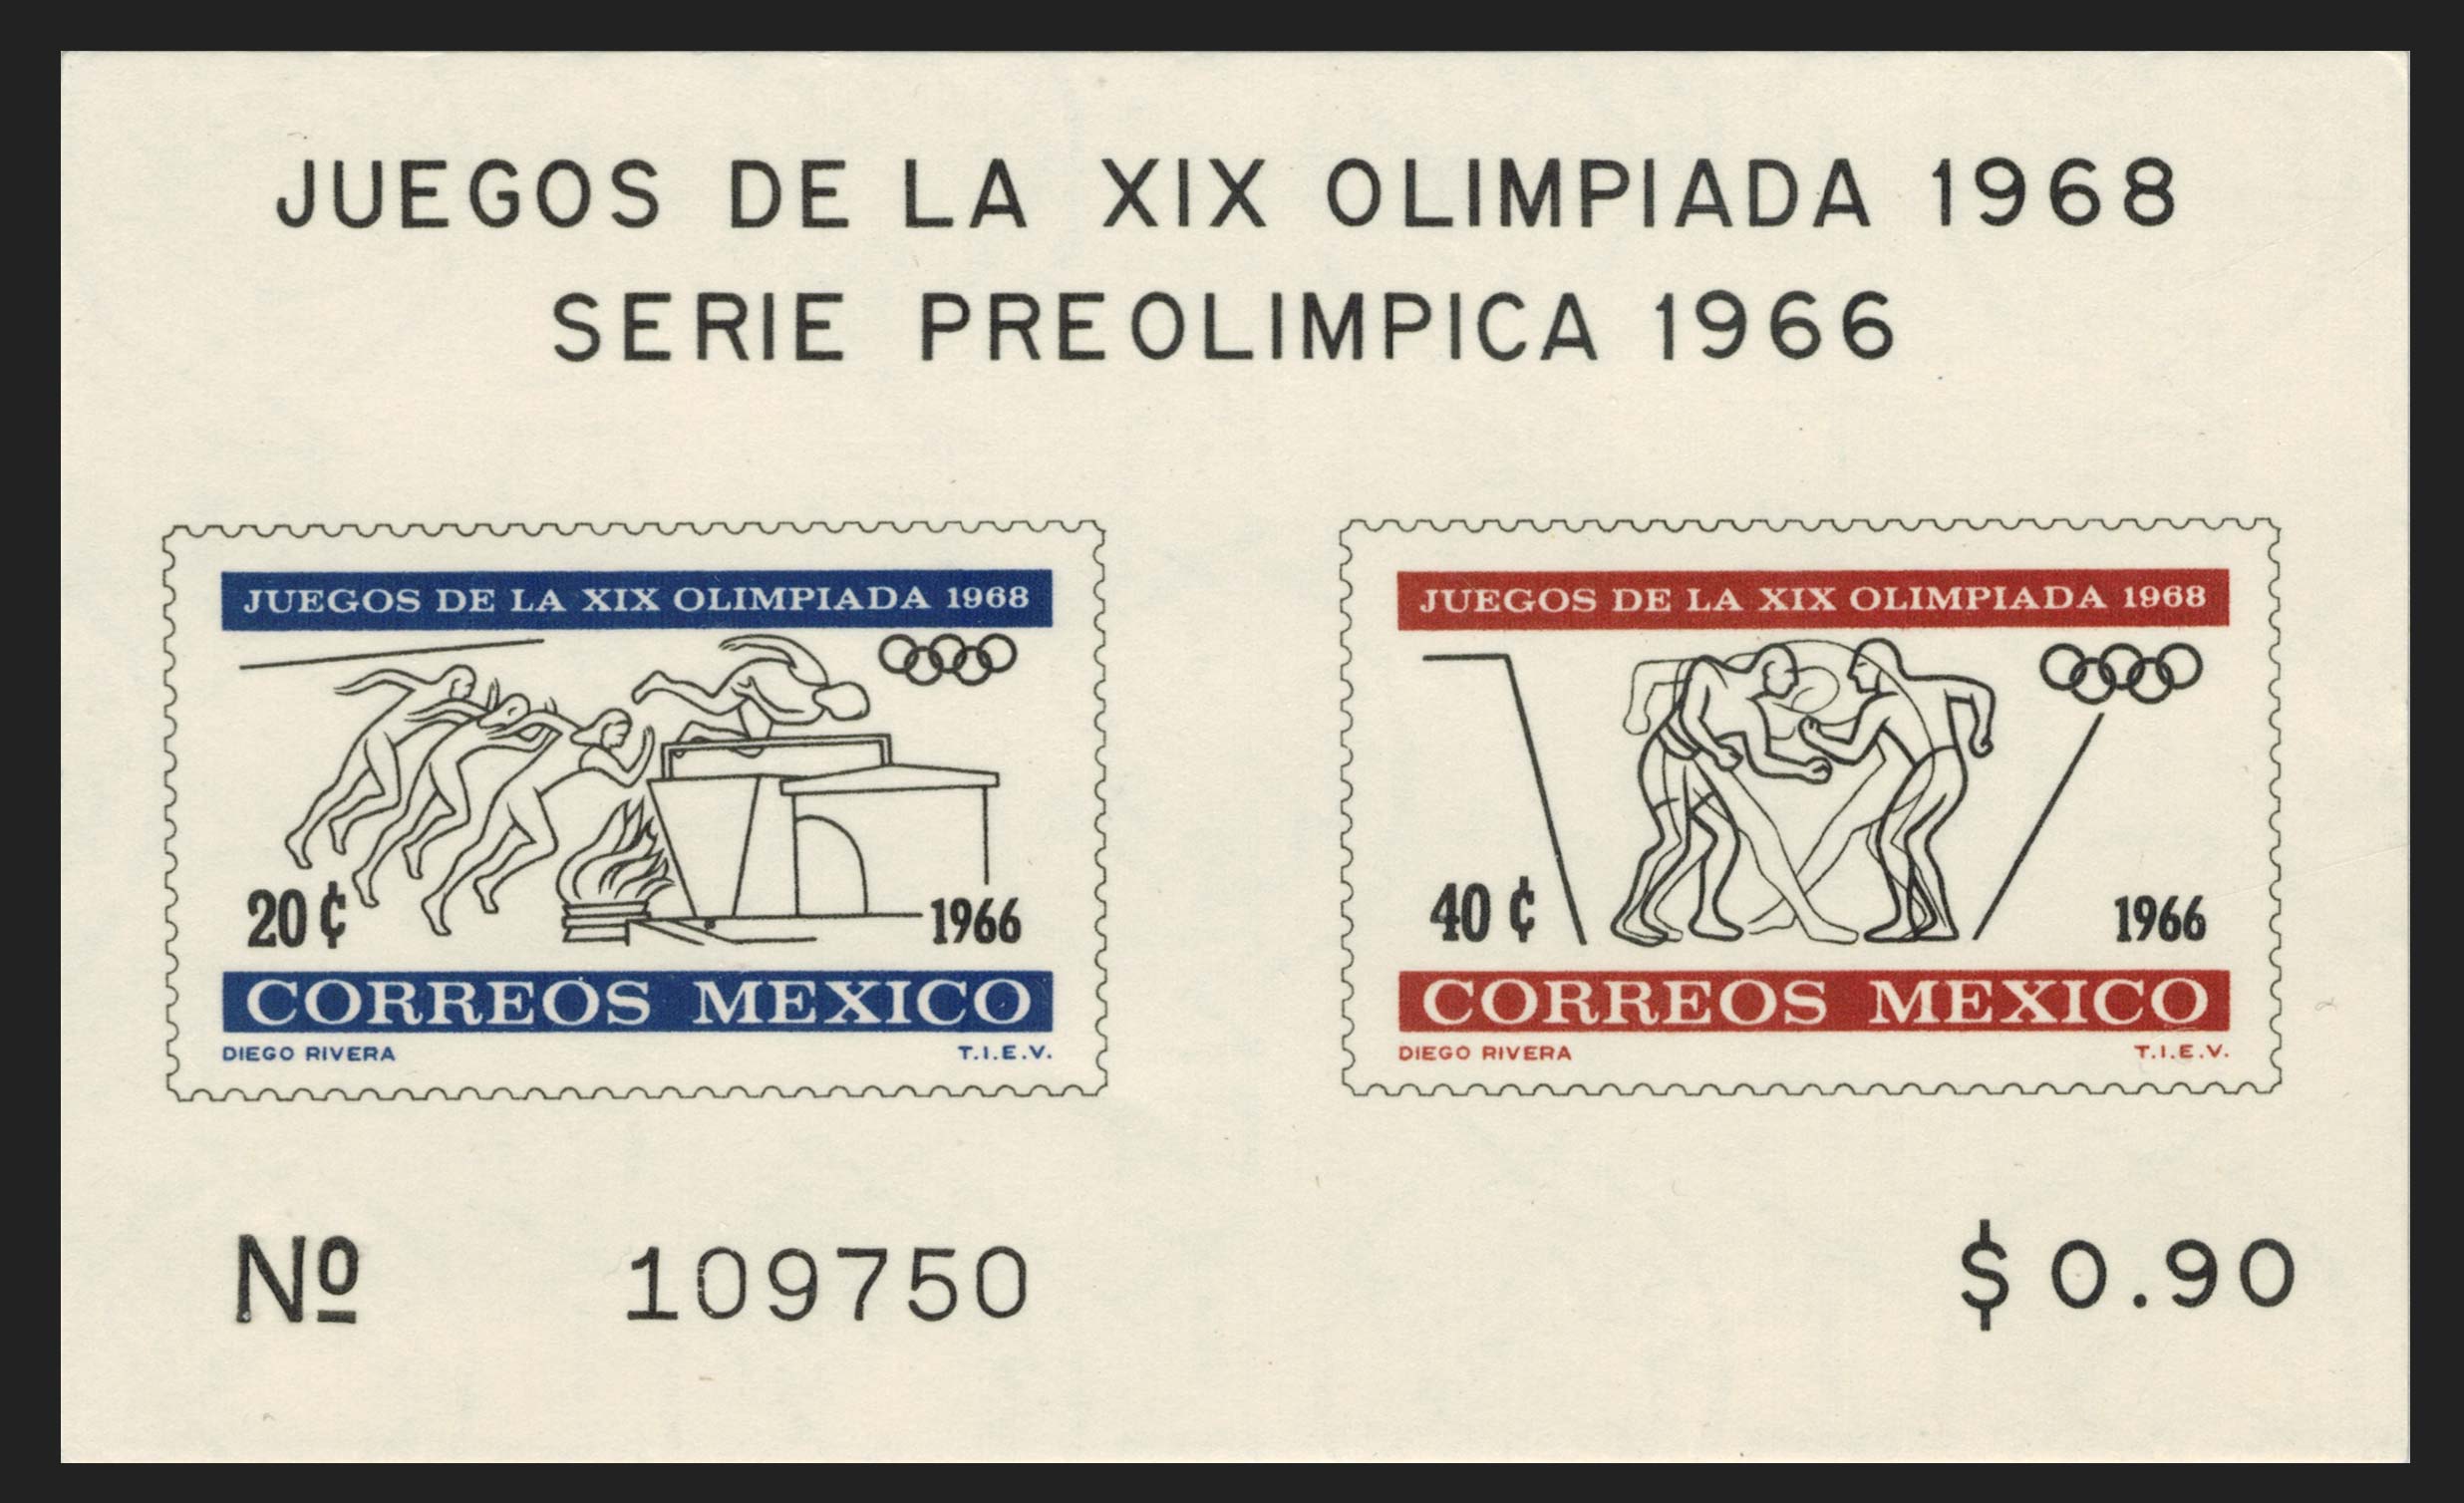 JUEGOS DE LA XIX OLIMPIADA 1968
SERIE PREOLIMPICA 1966
JUEGOS DE LA XIX OLIMPIADA 1968
20 ¢
1966
CORREOS MEXICO
DIEGO RIVERA T.I.E.V.
JUEGOS DE LA XIX OLIMPIADA 1968
40 ¢
1966
CORREOS MEXICO
DIEGO RIVERA T.I.E.V.
Nº 109750
$ 0.90